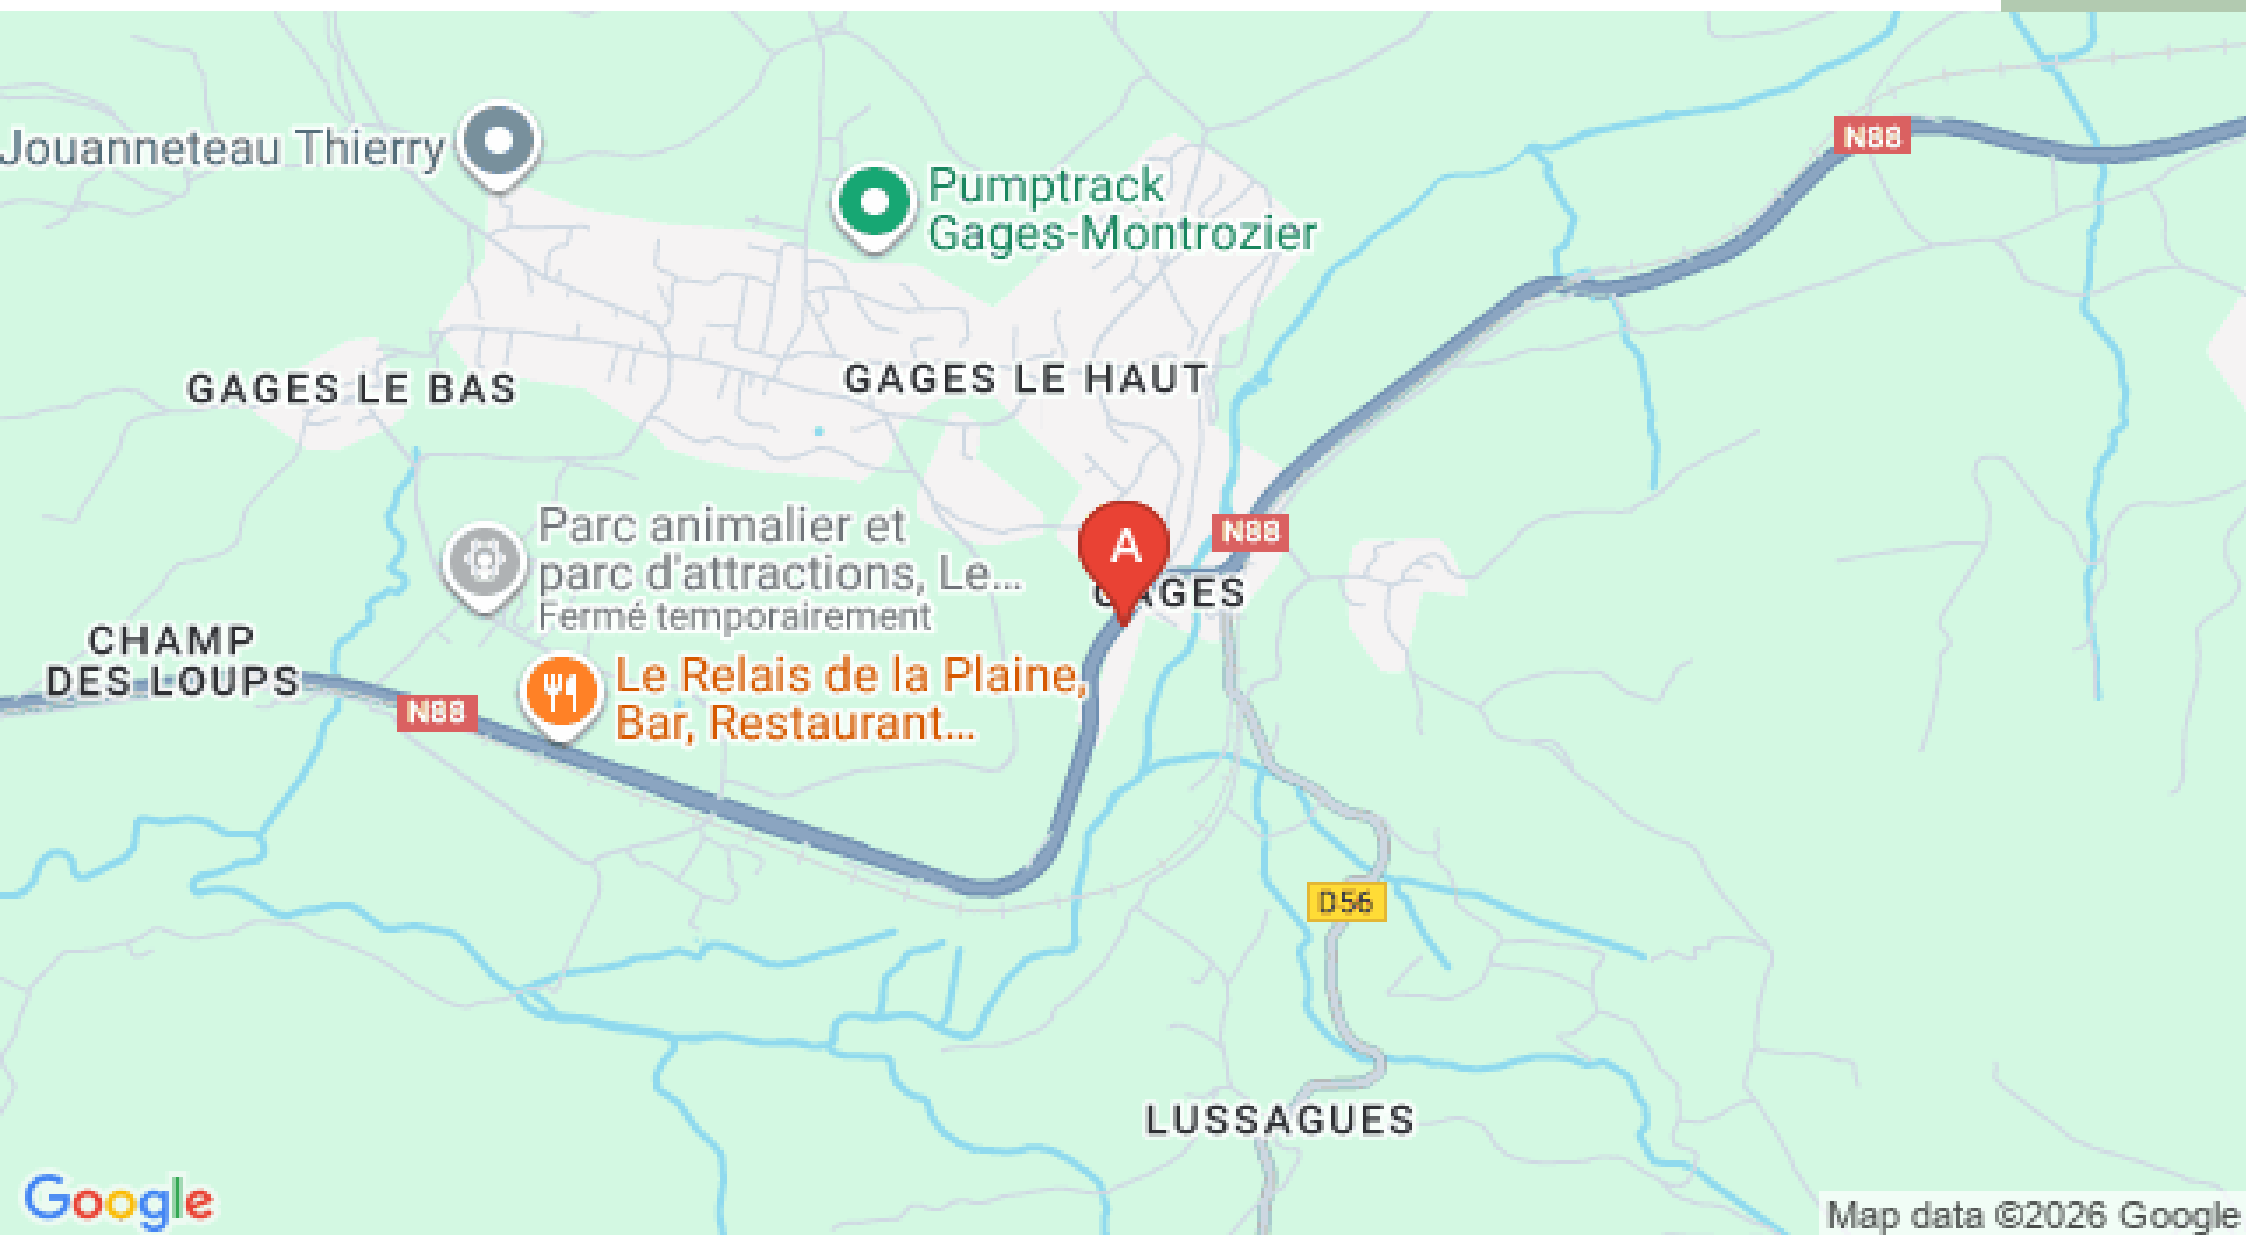 N88
Jouanneteau Thierry
Pumptrack
Gages-Montrozier
GAGES LE BAS
GAGES LE HAUT
Parc animalier et
parc d'attractions, Le...
Fermé temporairement
A
N88
GAGES
CHAMP
DES LOUPS
N88
Le Relais de la Plaine,
Bar, Restaurant...
D56
LUSSAGUES
Google
Map data ©2026 Google